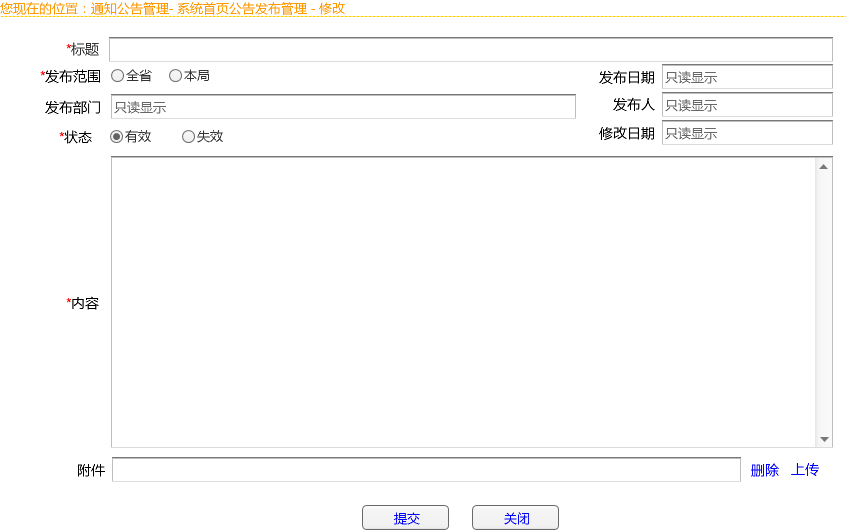 您现在的位置：通知公告管理- 系统首页公告发布管理 - 修改
*标题
*发布范围 全省 本局 发布日期 只读显示
发布部门 只读显示 发布人 只读显示
*状态 有效 失效 修改日期 只读显示
*内容
附件 删除 上传
提交 关闭